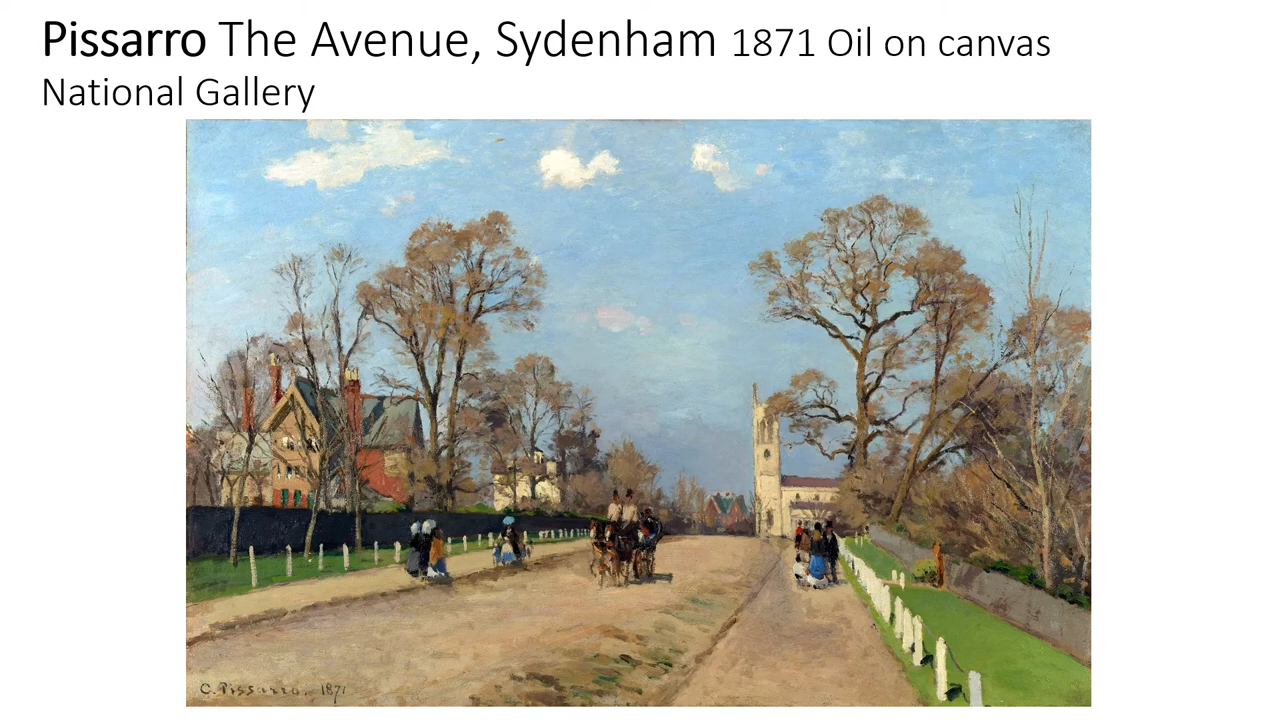 Pissarro The Avenue, Sydenham 1871 Oil on canvas
National Gallery
C. Pissarro. 1871